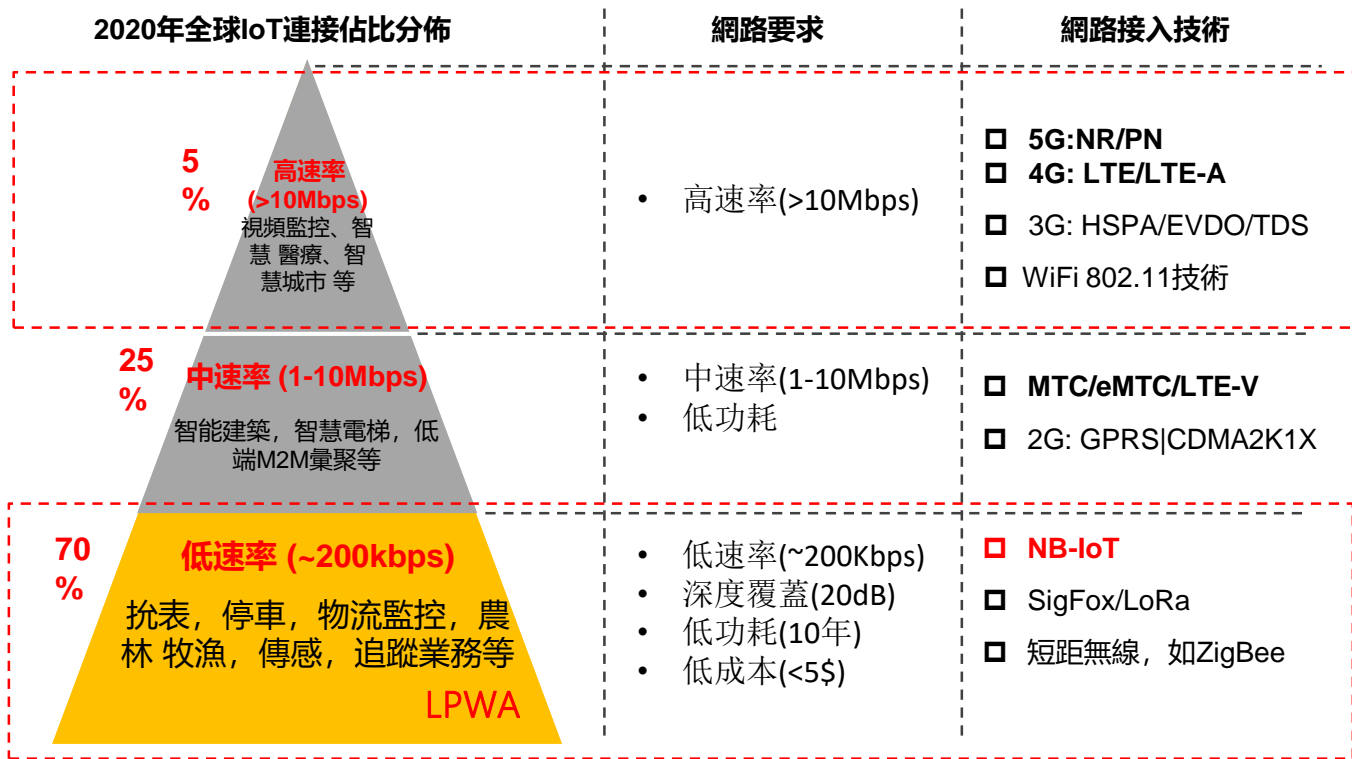 2020年全球IoT連接佔比分佈
網路要求
網路接入技術
5
%
高速率
(>10Mbps)
視頻監控、智
慧 醫療、智
慧城市 等
• 高速率(>10Mbps)
5G:NR/PN
4G: LTE/LTE-A
3G: HSPA/EVDO/TDS
WiFi 802.11技術
25
%
中速率 (1-10Mbps)
智能建築，智慧電梯，低
端M2M彙聚等
• 中速率(1-10Mbps)
• 低功耗
MTC/eMTC/LTE-V
2G: GPRS|CDMA2K1X
70
%
低速率 (~200kbps)
抁表，停車，物流監控，農
林 牧漁，傳感，追蹤業務等
LPWA
• 低速率(~200Kbps)
• 深度覆蓋(20dB)
• 低功耗(10年)
• 低成本(<5$)
NB-IoT
SigFox/LoRa
短距無線，如ZigBee